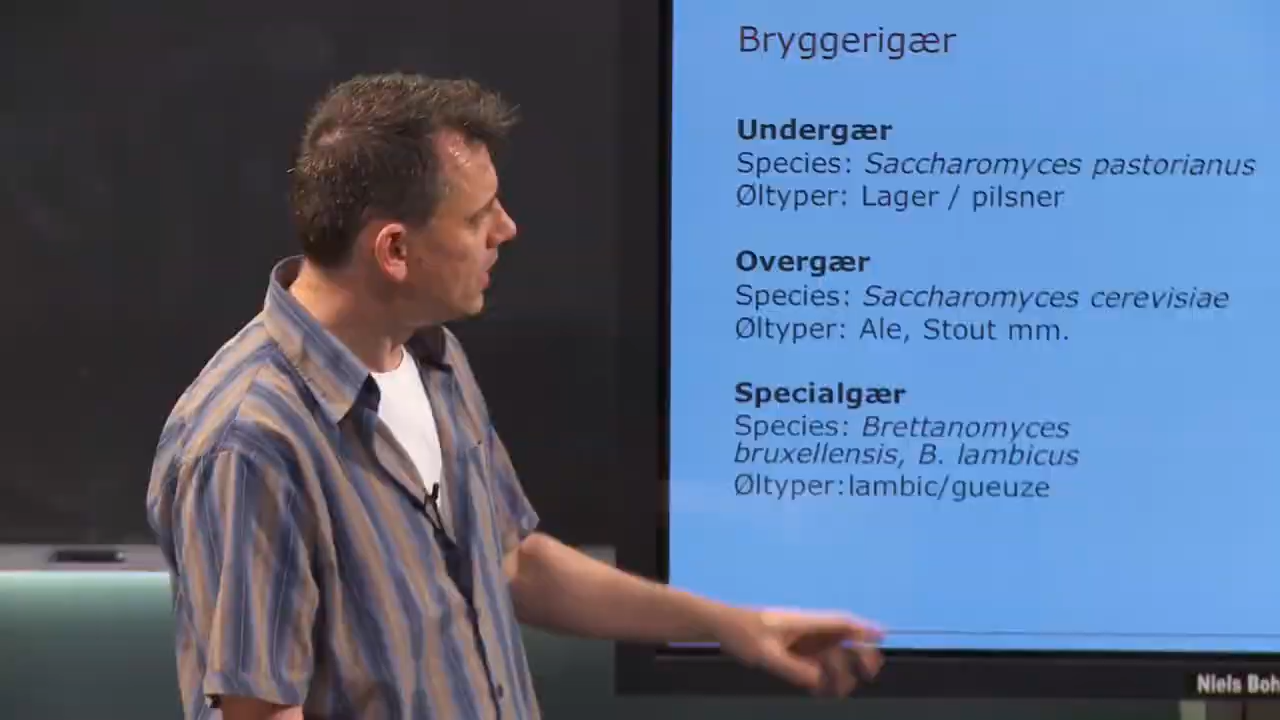 Bryggerigær
Undergær
Species: Saccharomyces pastorianus
Øltyper: Lager / pilsner
Overgær
Species: Saccharomyces cerevisiae
Øltyper: Ale, Stout mm.
Specialgær
Species: Brettanomyces
bruxellensis, B. lambicus
Øltyper:lambic/gueuze
Niels Boh